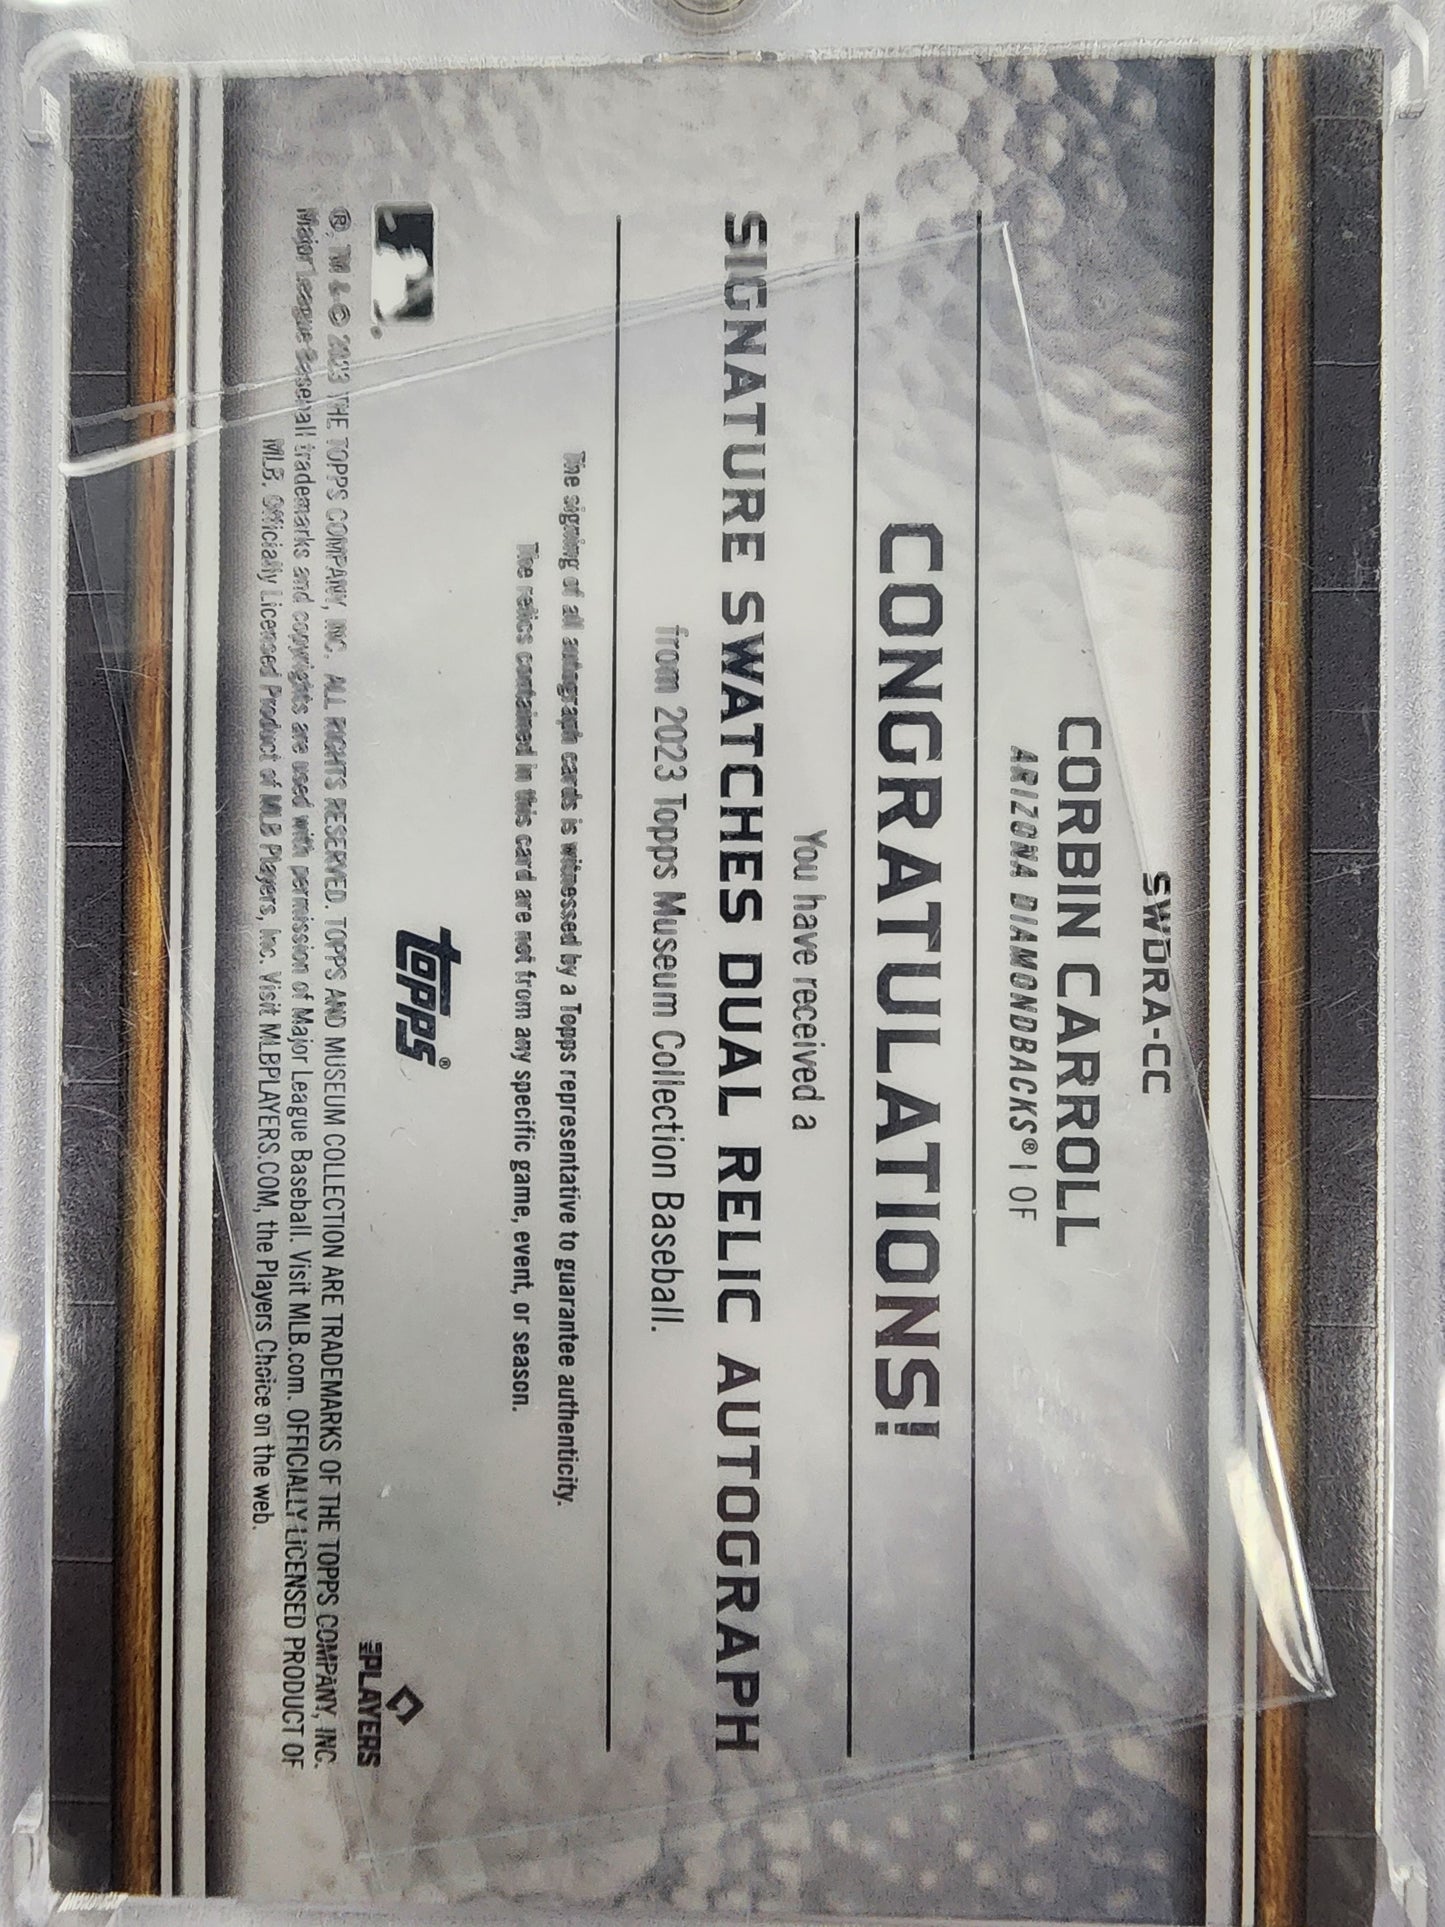 SWDRA-CC
CORBIN CARROLL
ARIZONA DIAMONDBACKS® | OF
CONGRATULATIONS!
You have received a
SIGNATURE SWATCHES DUAL RELIC AUTOGRAPH
from 2023 Topps Museum Collection Baseball.
The signing of all autograph cards is witnessed by a Topps representative to guarantee authenticity.
The relics contained in this card are not from any specific game, event, or season.
topps®
MLB PLAYERS
®, TM & © 2023 THE TOPPS COMPANY, INC. ALL RIGHTS RESERVED. TOPPS AND MUSEUM COLLECTION ARE TRADEMARKS OF THE TOPPS COMPANY, INC.
Major League Baseball trademarks and copyrights are used with permission of Major League Baseball. Visit MLB.com. OFFICIALLY LICENSED PRODUCT OF
MLB. Officially Licensed Product of MLB Players, Inc. Visit MLBPLAYERS.COM, the Players Choice on the web.